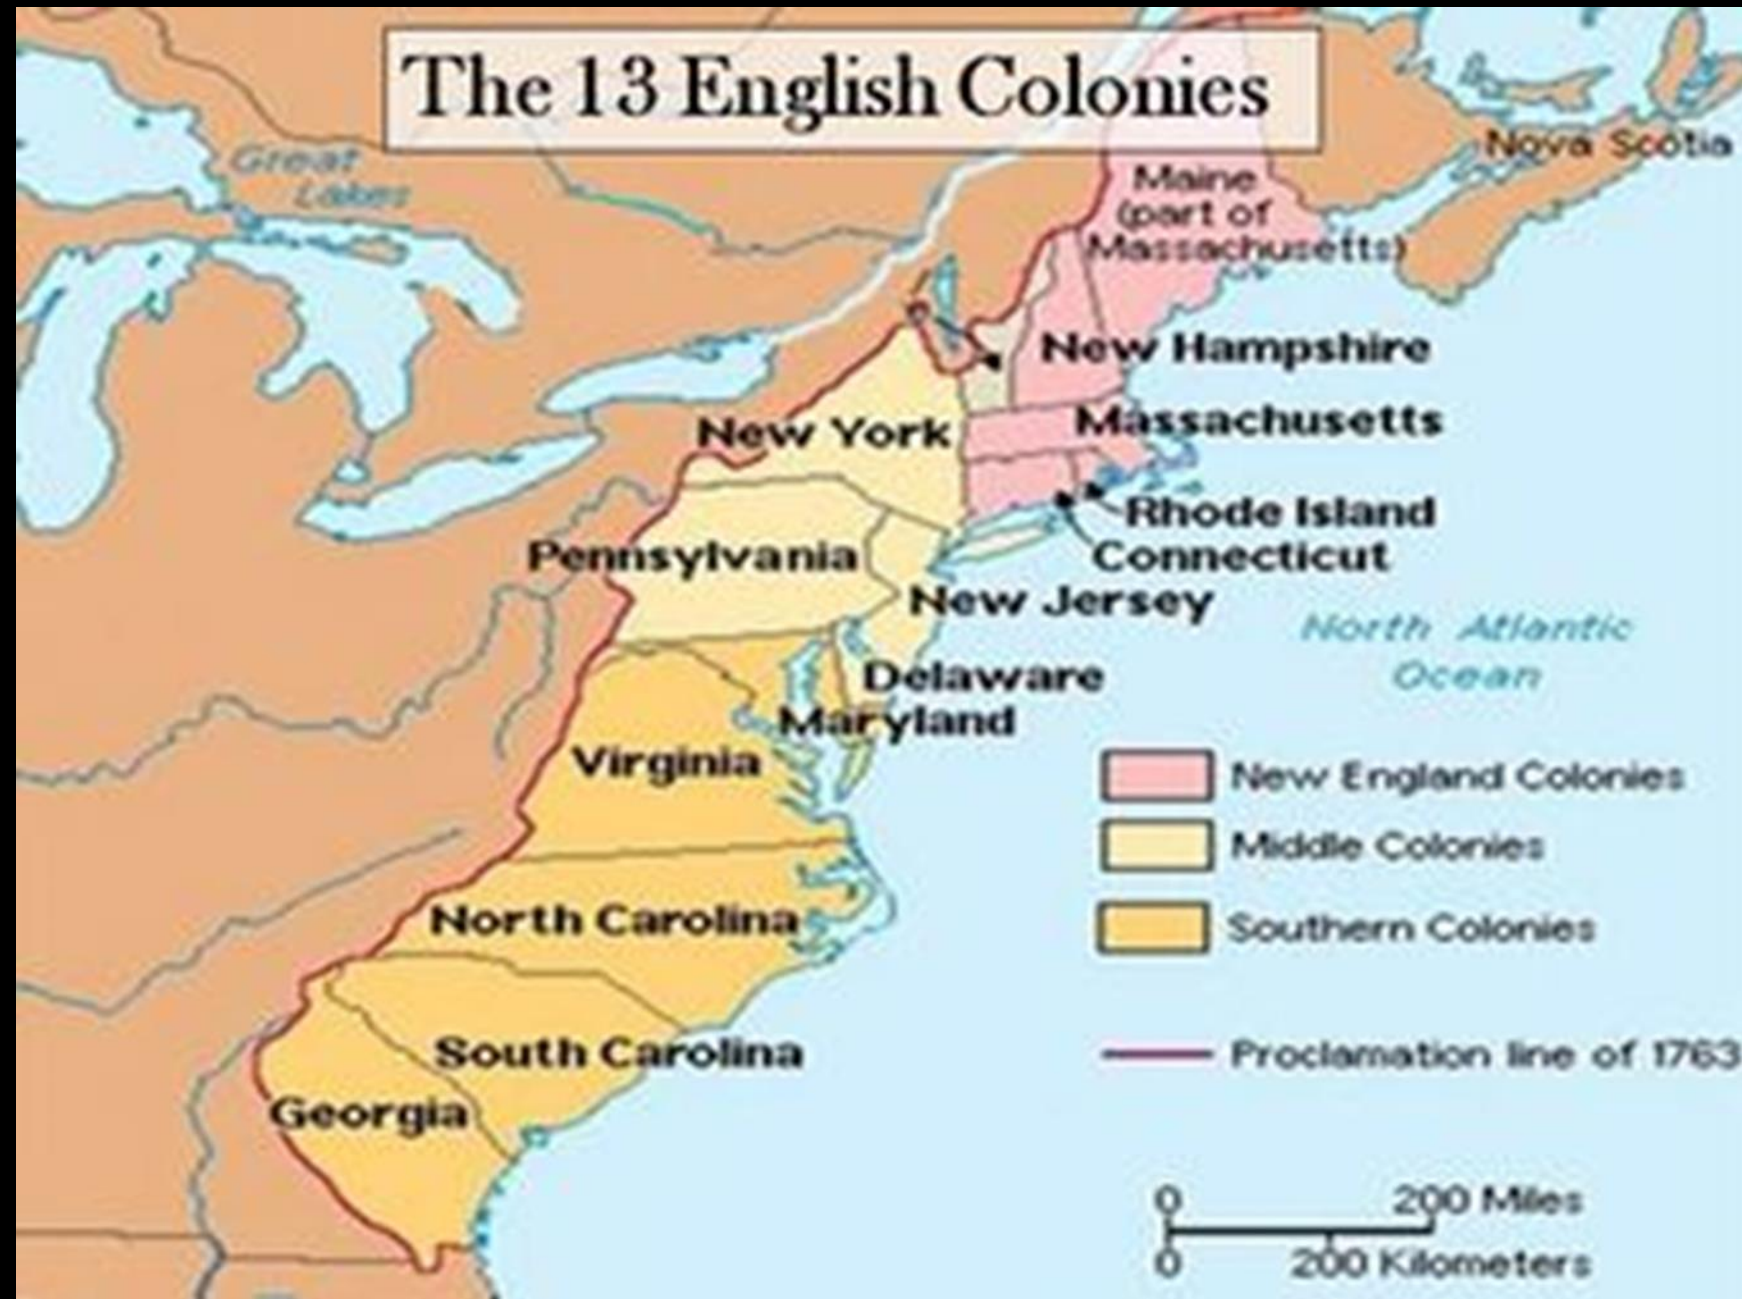 The 13 English Colonies
Great
Lakes
Nova Scotia
Maine
(part of
Massachusetts)
New Hampshire
Massachusetts
New York
Rhode Island
Connecticut
Pennsylvania
New Jersey
North Atlantic
Ocean
Delaware
Maryland
Virginia
New England Colonies
Middle Colonies
North Carolina
Southern Colonies
South Carolina
Proclamation line of 1763
Georgia
0 200 Miles
0 200 Kilometers